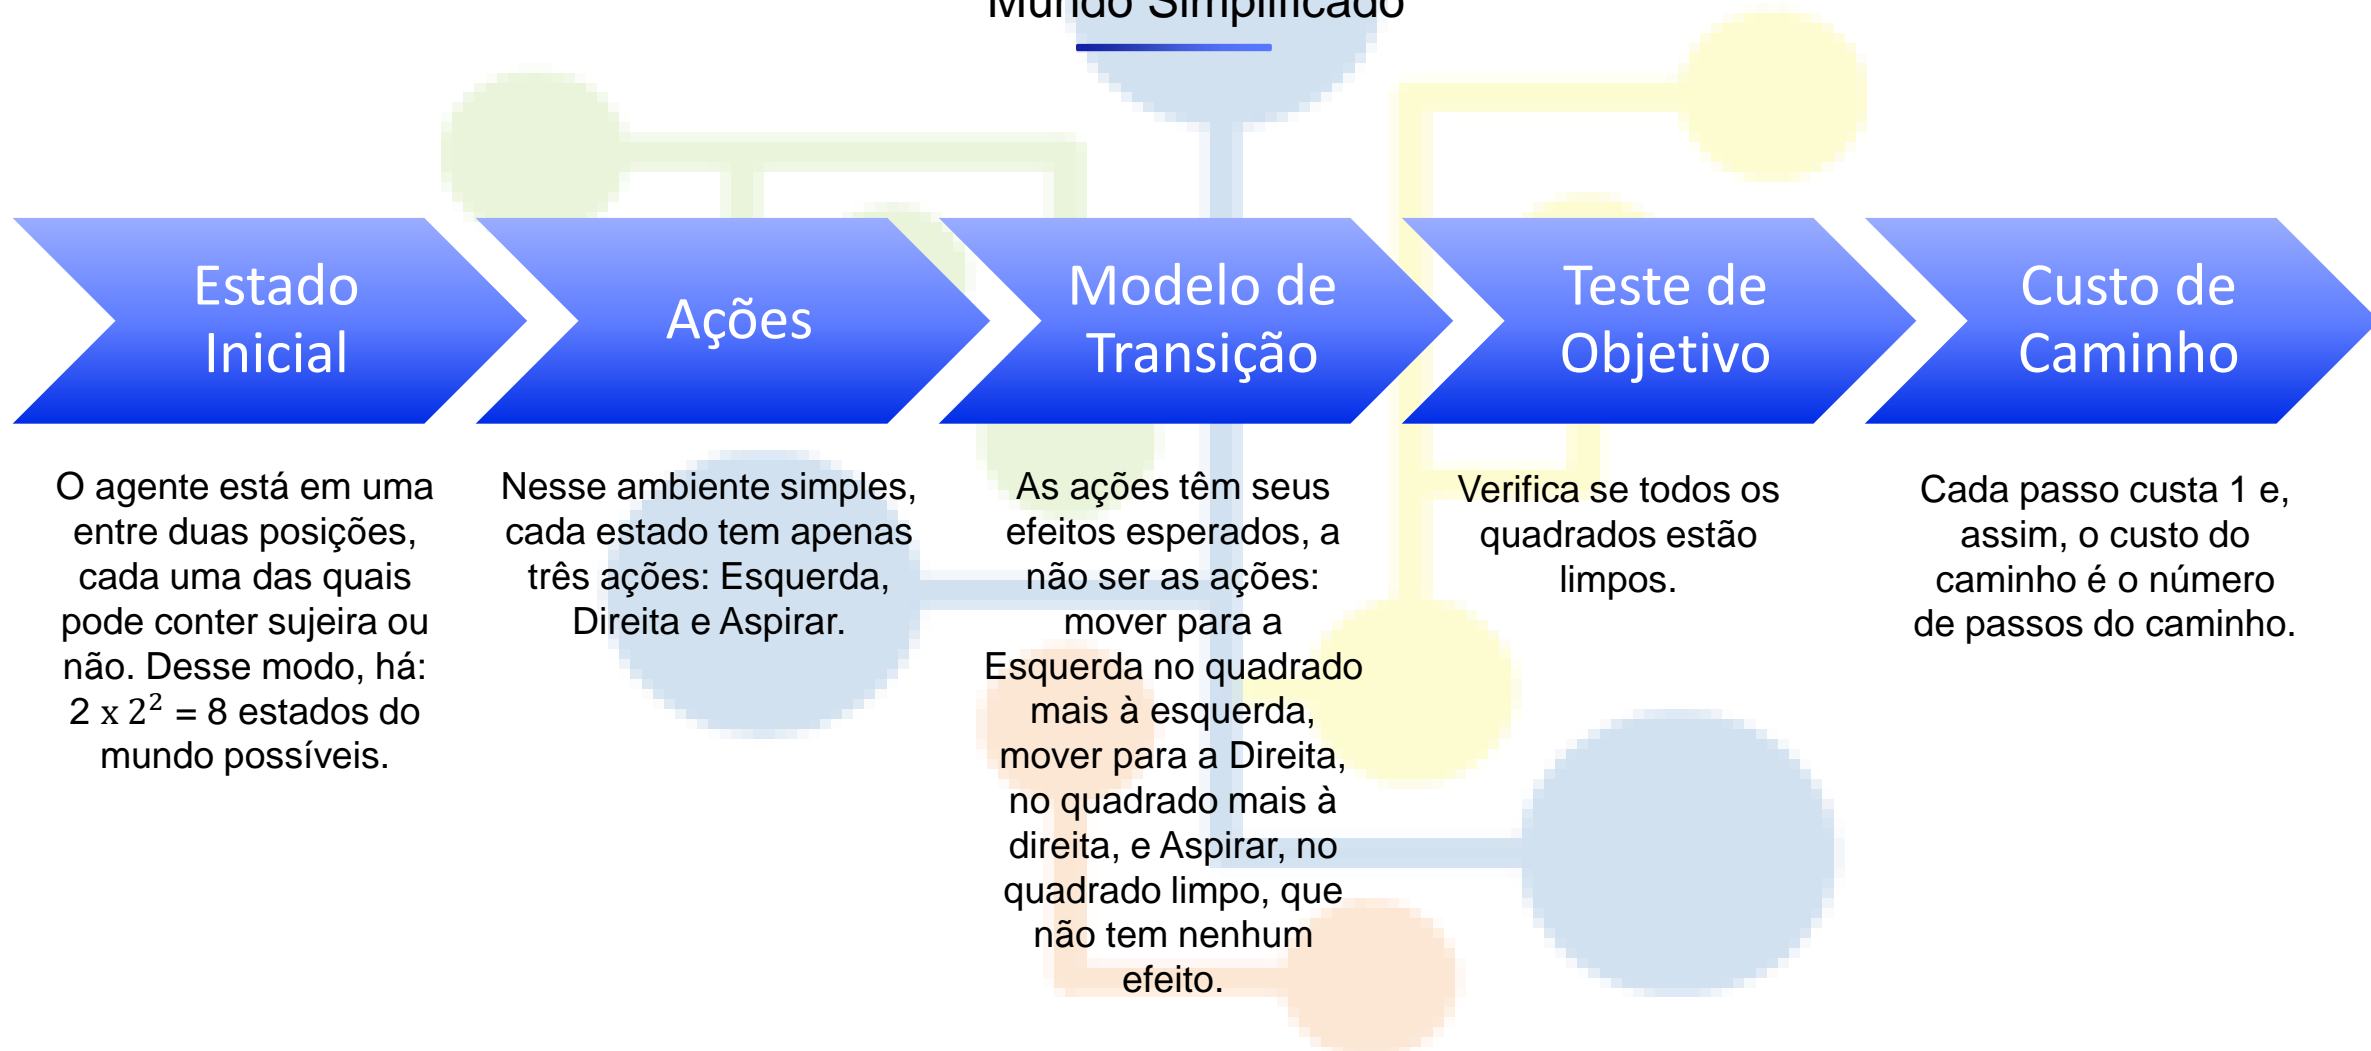 Mundo Simplificado
Estado
Inicial
Ações
Modelo de
Transição
Teste de
Objetivo
Custo de
Caminho
O agente está em uma
entre duas posições,
cada uma das quais
pode conter sujeira ou
não. Desse modo, há:
2 x 2² = 8 estados do
mundo possíveis.
Nesse ambiente simples,
cada estado tem apenas
três ações: Esquerda,
Direita e Aspirar.
As ações têm seus
efeitos esperados, a
não ser as ações:
mover para a
Esquerda no quadrado
mais à esquerda,
mover para a Direita,
no quadrado mais à
direita, e Aspirar, no
quadrado limpo, que
não tem nenhum
efeito.
Verifica se todos os
quadrados estão
limpos.
Cada passo custa 1 e,
assim, o custo do
caminho é o número
de passos do caminho.